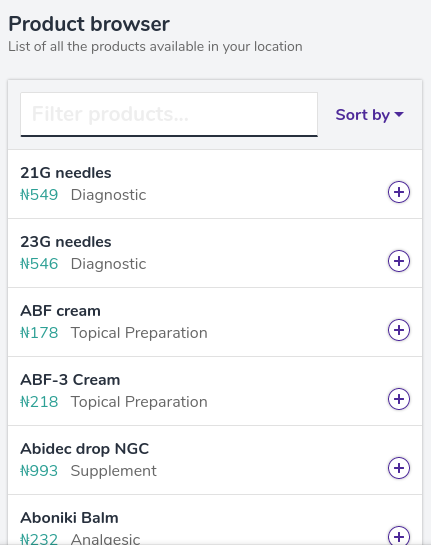 Product browser
List of all the products available in your location
Filter products...
Sort by
21G needles
₦549 Diagnostic
23G needles
₦546 Diagnostic
ABF cream
₦178 Topical Preparation
ABF-3 Cream
₦218 Topical Preparation
Abidec drop NGC
₦993 Supplement
Aboniki Balm
₦232 Analgesic